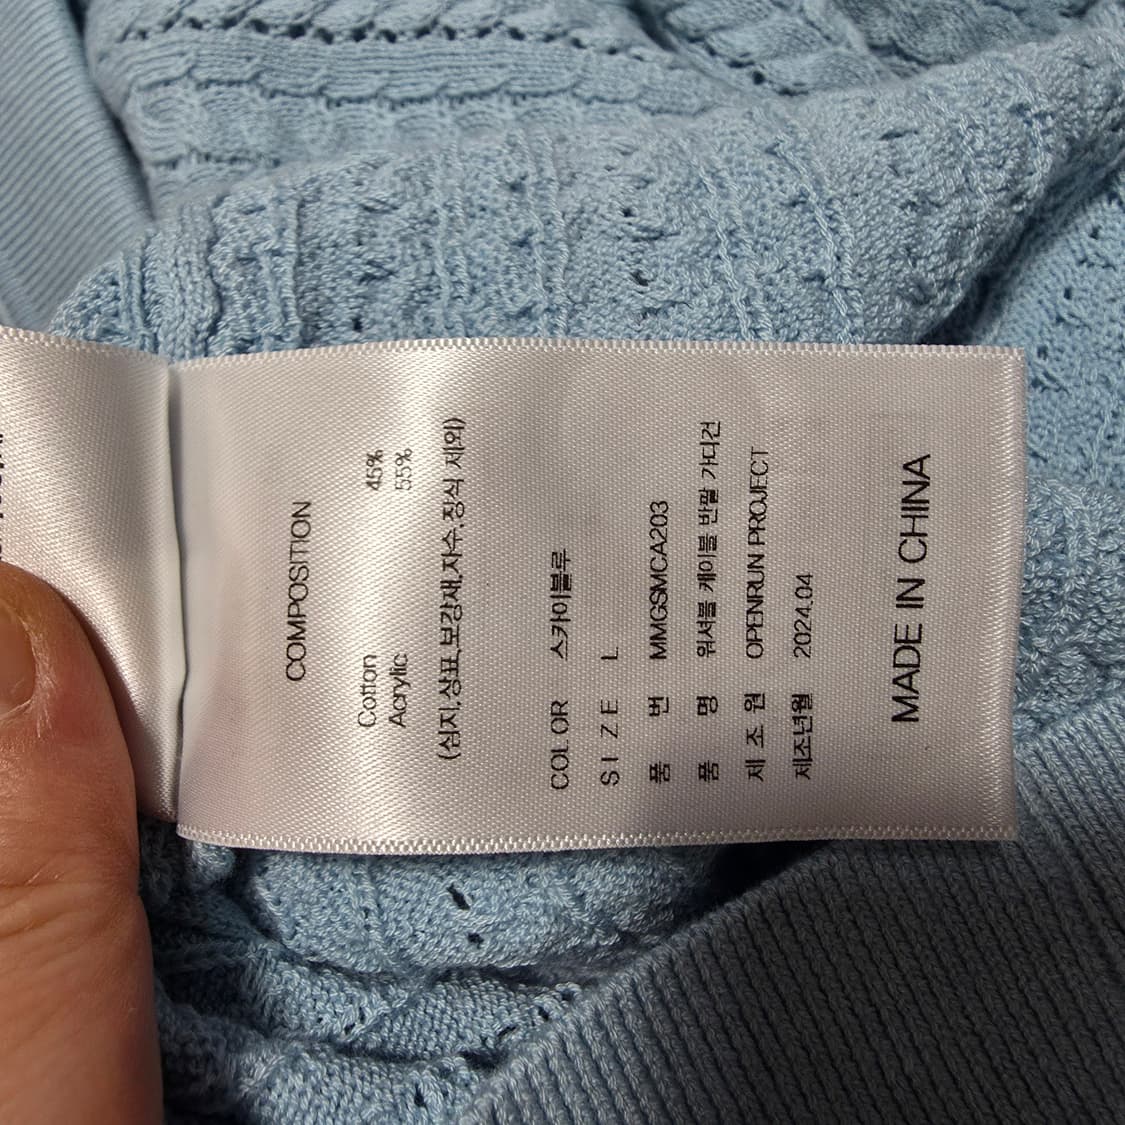 COMPOSITION
Cotton 45%
Acrylic 55%
(심지,상표,보강재,자수,장식 제외)
COLOR 스카이블루
SIZE L
품 번 MMGSMCA203
품 명 워셔블 케이블 반팔 가디건
제 조 원 OPENRUN PROJECT
제조년월 2024.04
MADE IN CHINA